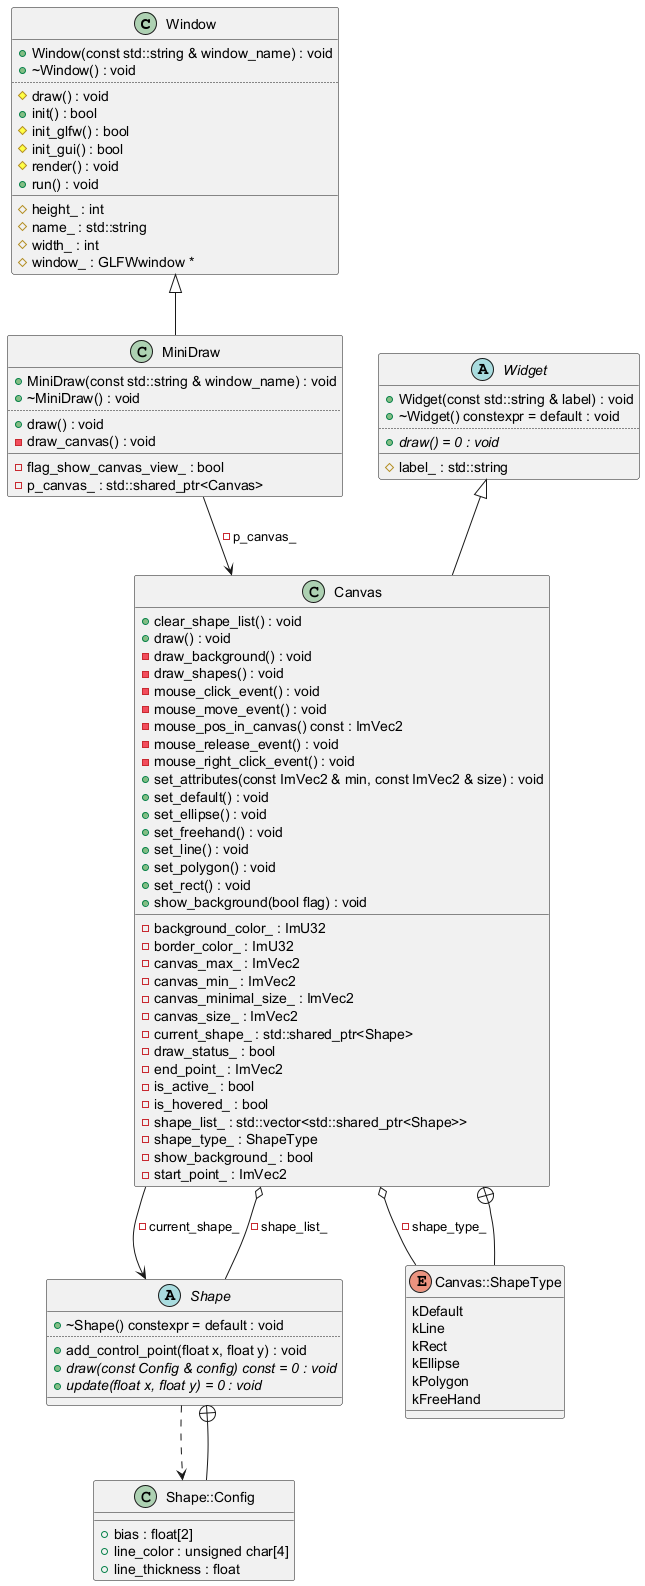 C Window
Window(const std::string & window_name) : void
~Window() : void
draw() : void
init() : bool
init_glfw() : bool
init_gui() : bool
render() : void
run() : void
height_ : int
name_ : std::string
width_ : int
window_ : GLFWwindow *
C MiniDraw
MiniDraw(const std::string & window_name) : void
~MiniDraw() : void
draw() : void
draw_canvas() : void
flag_show_canvas_view_ : bool
p_canvas_ : std::shared_ptr<Canvas>
A Widget
Widget(const std::string & label) : void
~Widget() constexpr = default : void
draw() = 0 : void
label_ : std::string
p_canvas_
C Canvas
clear_shape_list() : void
draw() : void
draw_background() : void
draw_shapes() : void
mouse_click_event() : void
mouse_move_event() : void
mouse_pos_in_canvas() const : ImVec2
mouse_release_event() : void
mouse_right_click_event() : void
set_attributes(const ImVec2 & min, const ImVec2 & size) : void
set_default() : void
set_ellipse() : void
set_freehand() : void
set_line() : void
set_polygon() : void
set_rect() : void
show_background(bool flag) : void
background_color_ : ImU32
border_color_ : ImU32
canvas_max_ : ImVec2
canvas_min_ : ImVec2
canvas_minimal_size_ : ImVec2
canvas_size_ : ImVec2
current_shape_ : std::shared_ptr<Shape>
draw_status_ : bool
end_point_ : ImVec2
is_active_ : bool
is_hovered_ : bool
shape_list_ : std::vector<std::shared_ptr<Shape>>
shape_type_ : ShapeType
show_background_ : bool
start_point_ : ImVec2
current_shape_
shape_list_
shape_type_
A Shape
~Shape() constexpr = default : void
add_control_point(float x, float y) : void
draw(const Config & config) const = 0 : void
update(float x, float y) = 0 : void
E Canvas::ShapeType
kDefault
kLine
kRect
kEllipse
kPolygon
kFreeHand
C Shape::Config
bias : float[2]
line_color : unsigned char[4]
line_thickness : float